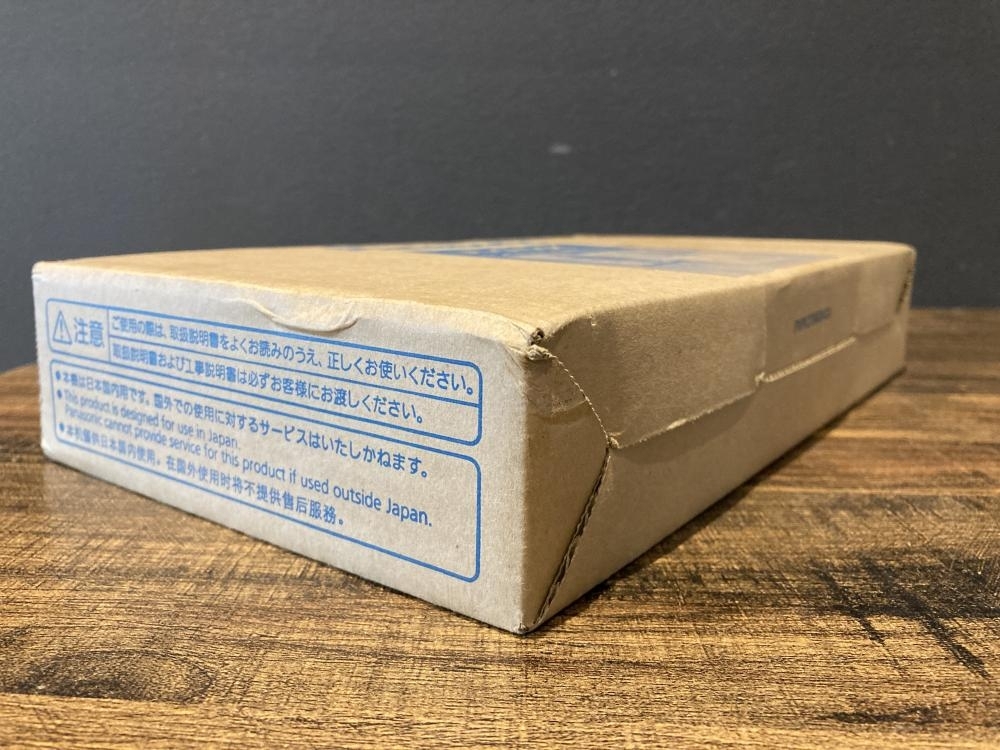 注意
ご使用の際は、取扱説明書をよくお読みのうえ、正しくお使いください。
取扱説明書および工事説明書は必ずお客様にお渡しください。
●本機は日本国内用です。国外での使用に対するサービスはいたしかねます。
●This product is designed for use in Japan.
Panasonic cannot provide service for this product if used outside Japan.
●本机僅供日本国内使用。在国外使用时将不提供售后服務。